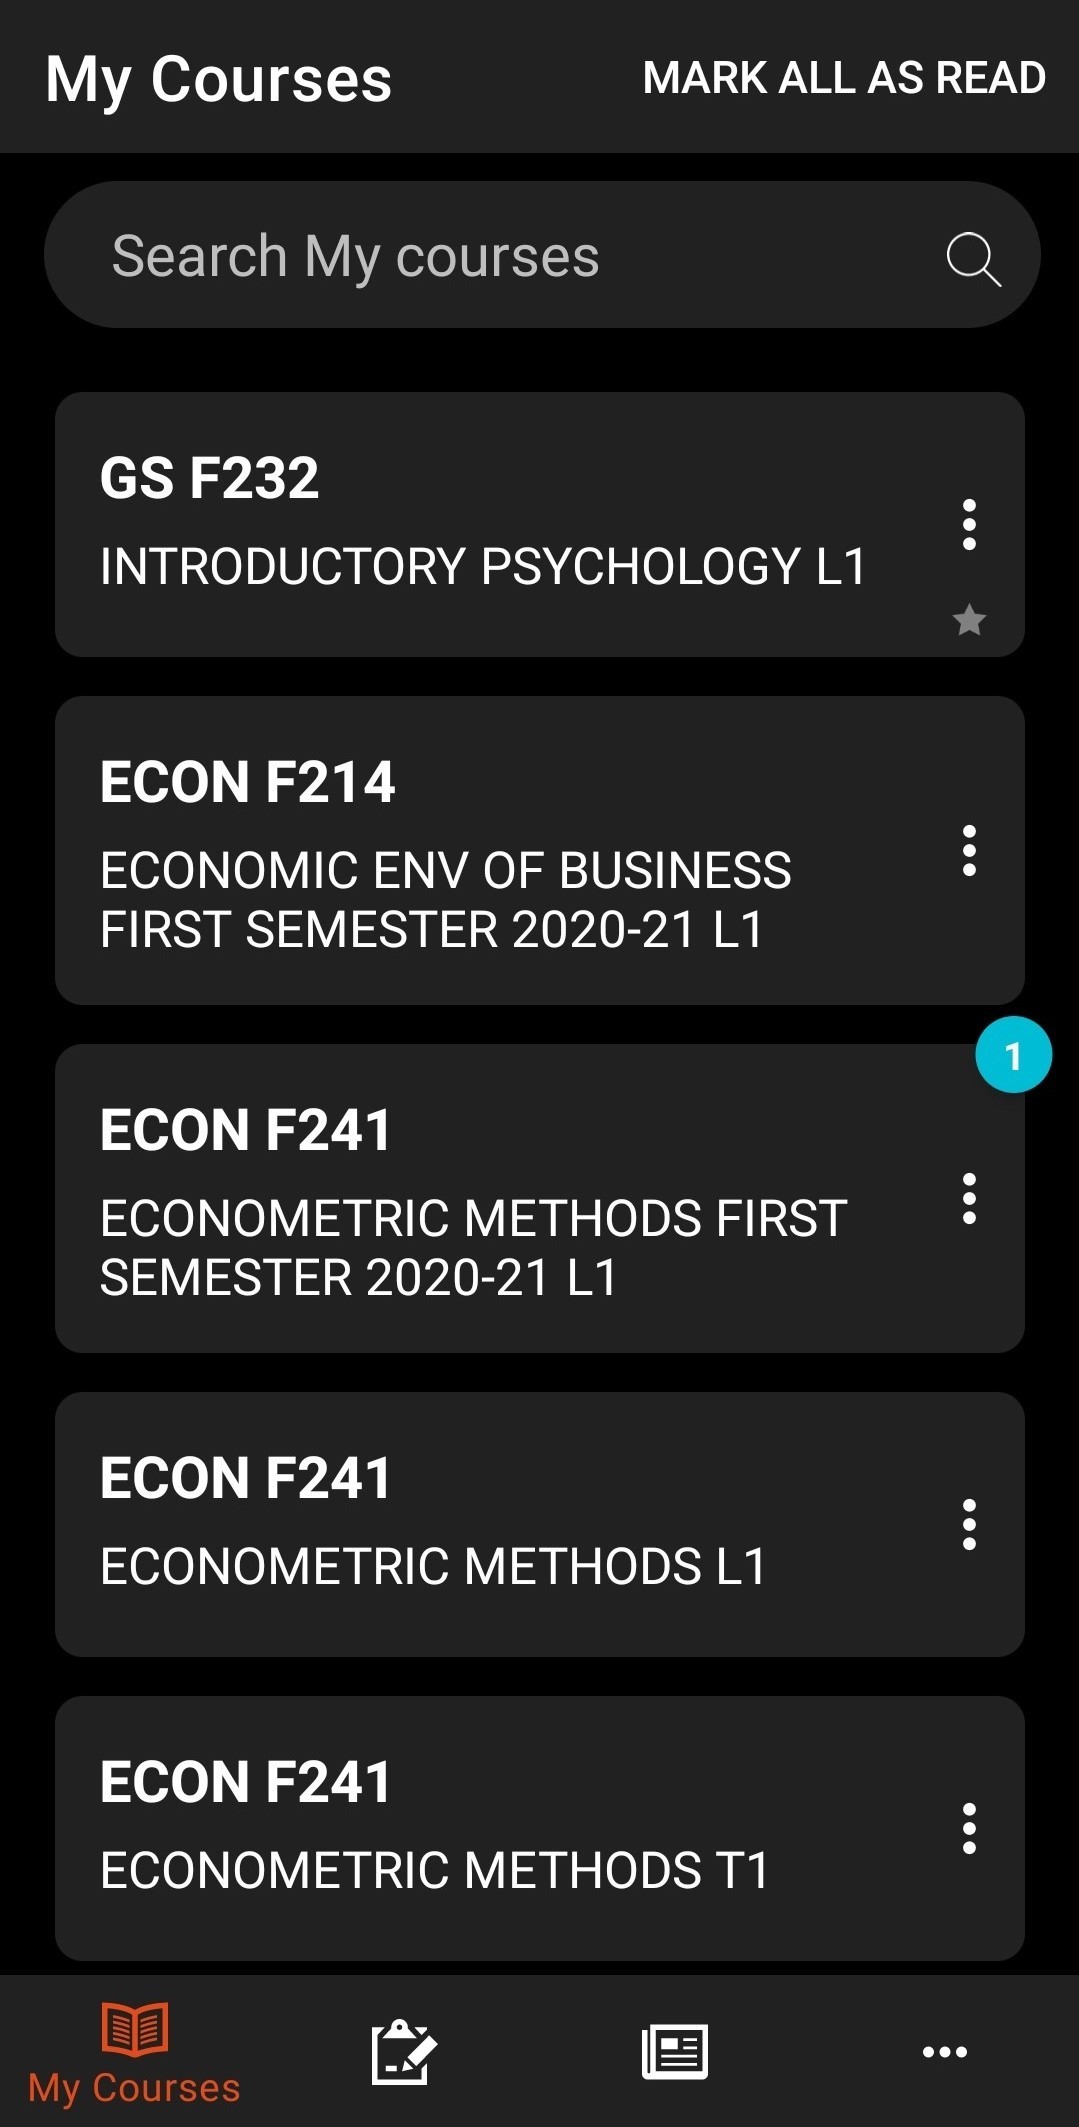 My Courses
MARK ALL AS READ
Search My courses
GS F232
INTRODUCTORY PSYCHOLOGY L1
ECON F214
ECONOMIC ENV OF BUSINESS
FIRST SEMESTER 2020-21 L1
1
ECON F241
ECONOMETRIC METHODS FIRST
SEMESTER 2020-21 L1
ECON F241
ECONOMETRIC METHODS L1
ECON F241
ECONOMETRIC METHODS T1
My Courses